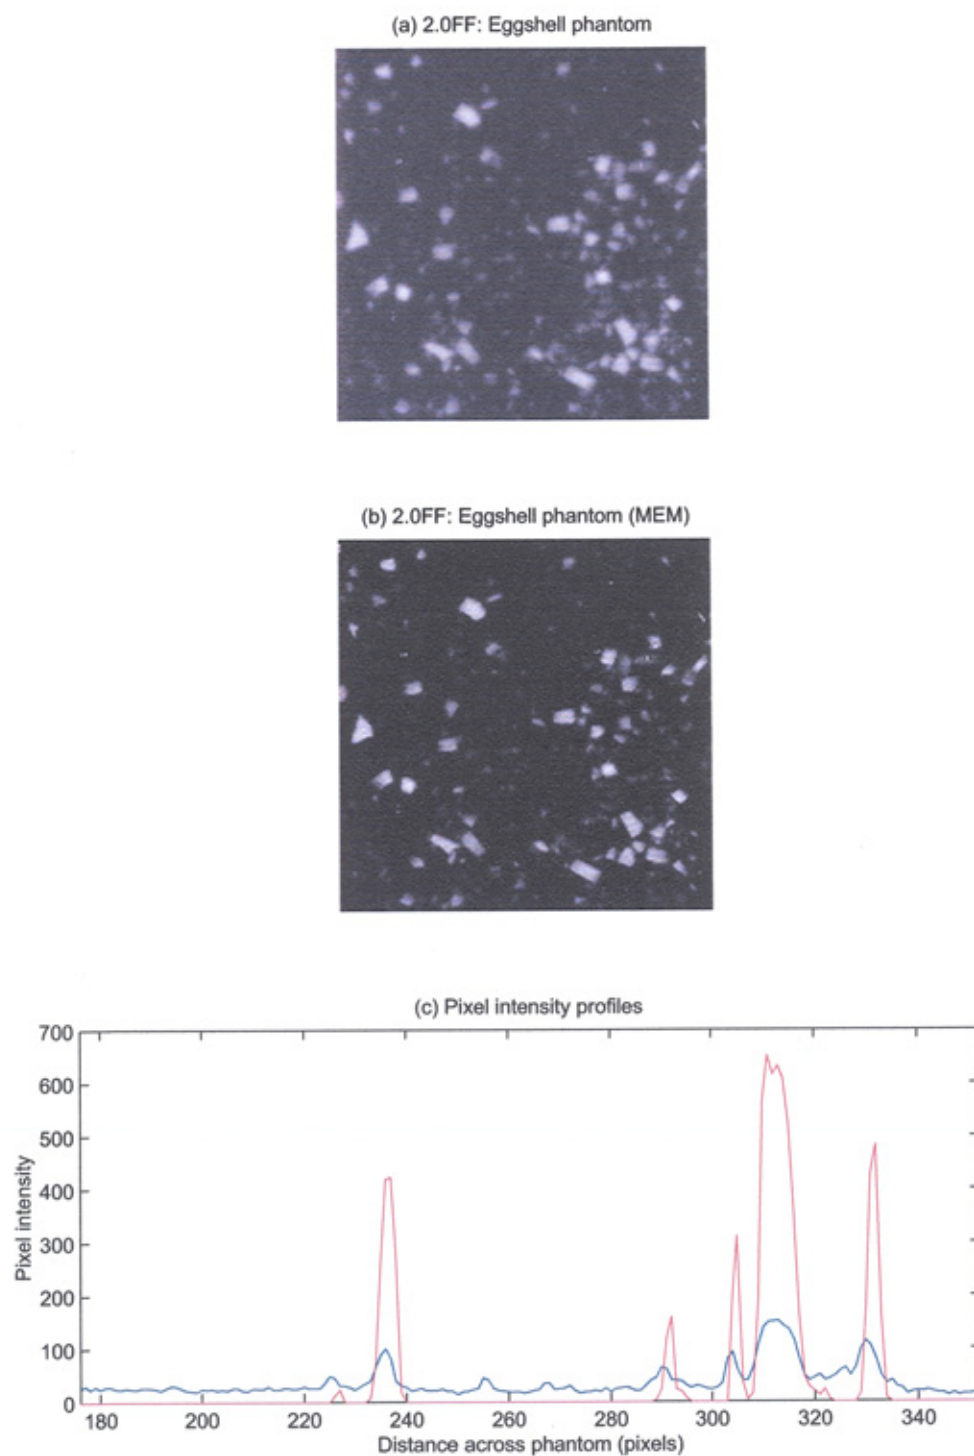 (a) 2.0FF: Eggshell phantom
(b) 2.0FF: Eggshell phantom (MEM)
(c) Pixel intensity profiles
700
600
500
400
300
200
100
0
Pixel intensity
180 200 220 240 260 280 300 320 340
Distance across phantom (pixels)